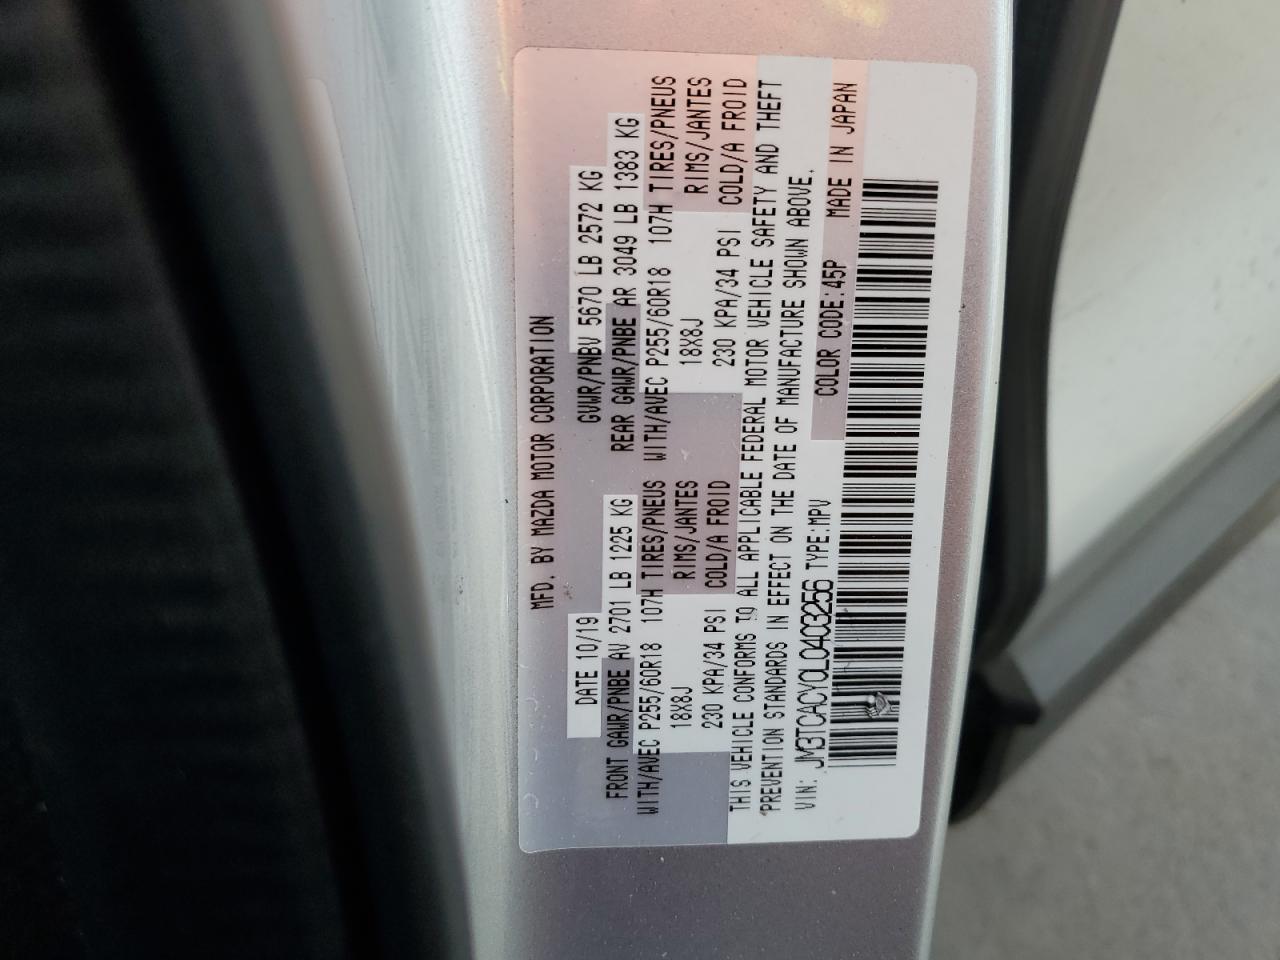 MFD. BY MAZDA MOTOR CORPORATION
DATE 10/19 GVWR/PNBV 5670 LB 2572 KG
FRONT GAWR/PNBE AV 2701 LB 1225 KG REAR GAWR/PNBE AR 3049 LB 1383 KG
WITH/AVEC P255/60R18 107H TIRES/PNEUS WITH/AVEC P255/60R18 107H TIRES/PNEUS
18X8J RIMS/JANTES 18X8J RIMS/JANTES
230 KPA/34 PSI COLD/A FROID 230 KPA/34 PSI COLD/A FROID
THIS VEHICLE CONFORMS TO ALL APPLICABLE FEDERAL MOTOR VEHICLE SAFETY AND THEFT
PREVENTION STANDARDS IN EFFECT ON THE DATE OF MANUFACTURE SHOWN ABOVE.
VIN: JM3TCACY0L0403256 TYPE:MPV COLOR CODE:45P MADE IN JAPAN